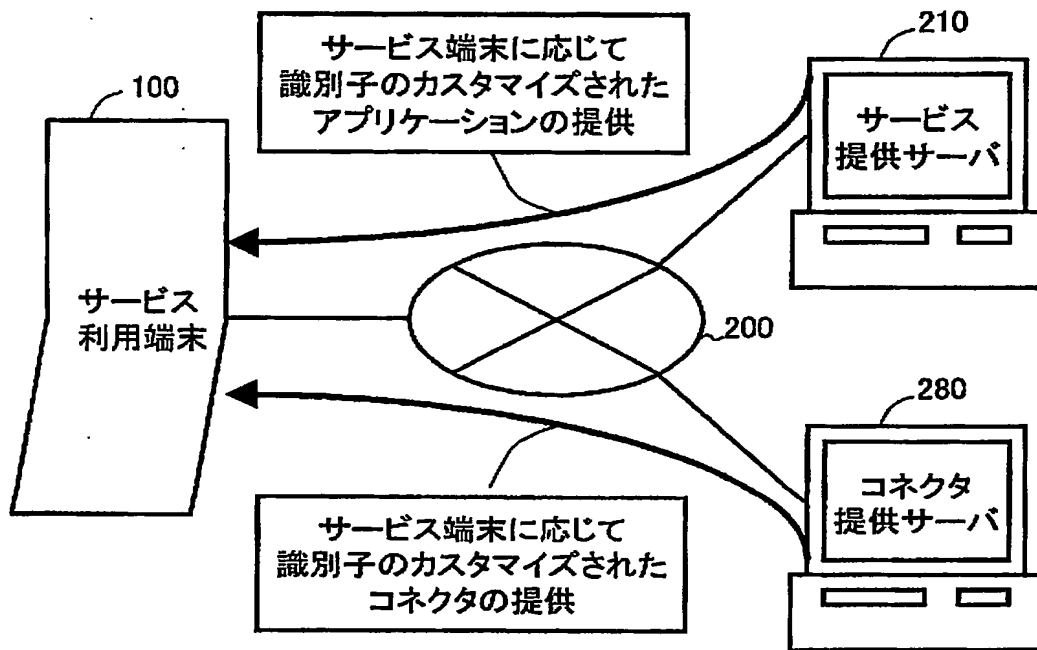 サービス端末に応じて
識別子のカスタマイズされた
アプリケーションの提供
210
100
サービス
提供サーバ
サービス
利用端末
200
280
コネクタ
提供サーバ
サービス端末に応じて
識別子のカスタマイズされた
コネクタの提供